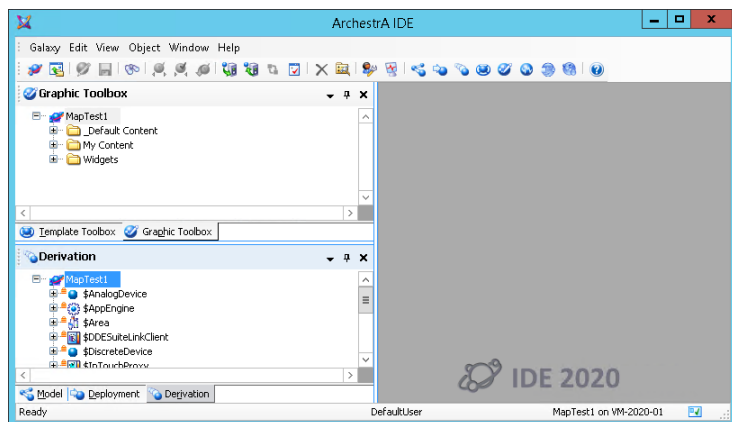 ArchestrA IDE
Galaxy Edit View Object Window Help
Graphic Toolbox
MapTest1
_Default Content
My Content
Widgets
Template Toolbox Graphic Toolbox
Derivation
MapTest1
$AnalogDevice
$AppEngine
$Area
$DDESuiteLinkClient
$DiscreteDevice
$InTouchProxy
Model Deployment Derivation
IDE 2020
Ready DefaultUser MapTest1 on VM-2020-01